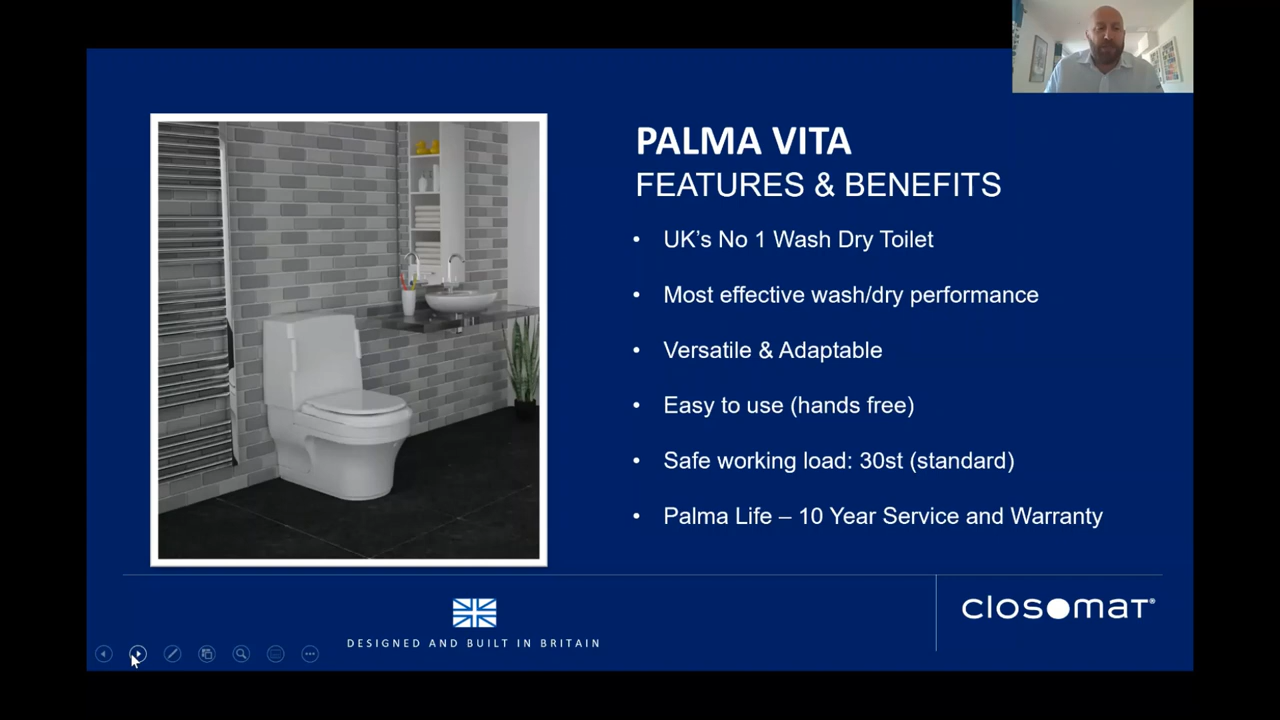 PALMA VITA
FEATURES & BENEFITS
• UK's No 1 Wash Dry Toilet
• Most effective wash/dry performance
• Versatile & Adaptable
• Easy to use (hands free)
• Safe working load: 30st (standard)
• Palma Life – 10 Year Service and Warranty
DESIGNED AND BUILT IN BRITAIN
closomat®